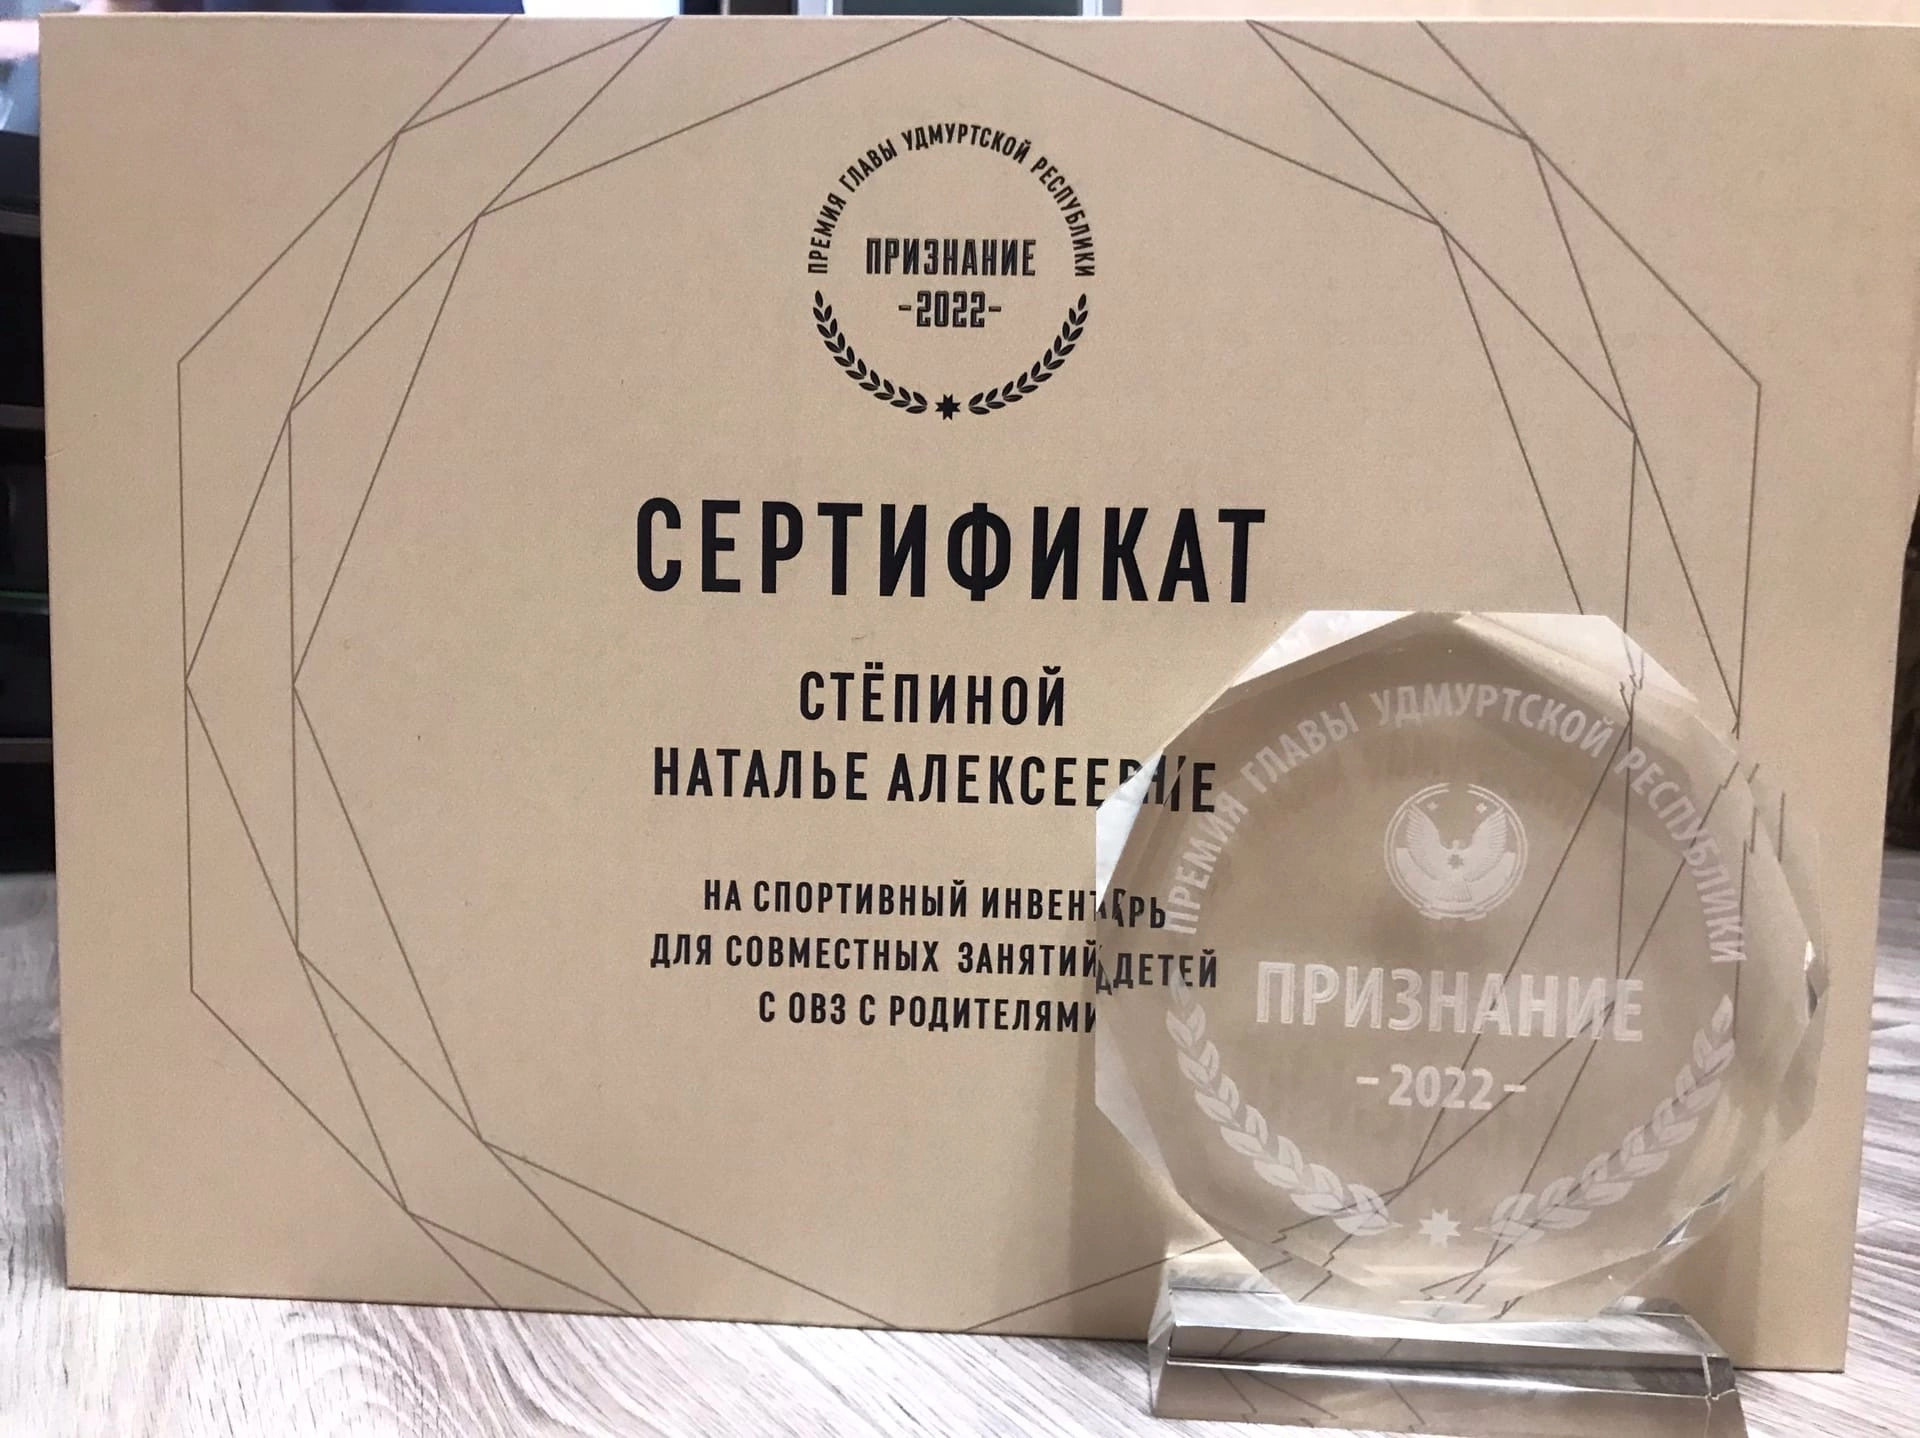 ПРЕМИЯ ГЛАВЫ УДМУРТСКОЙ РЕСПУБЛИКИ
ПРИЗНАНИЕ
-2022-
СЕРТИФИКАТ
СТЁПИНОЙ
НАТАЛЬЕ АЛЕКСЕЕВНЕ
НА СПОРТИВНЫЙ ИНВЕНТАРЬ
ДЛЯ СОВМЕСТНЫХ ЗАНЯТИЙ ДЕТЕЙ
С ОВЗ С РОДИТЕЛЯМИ
ПРЕМИЯ ГЛАВЫ УДМУРТСКОЙ РЕСПУБЛИКИ
ПРИЗНАНИЕ
-2022-